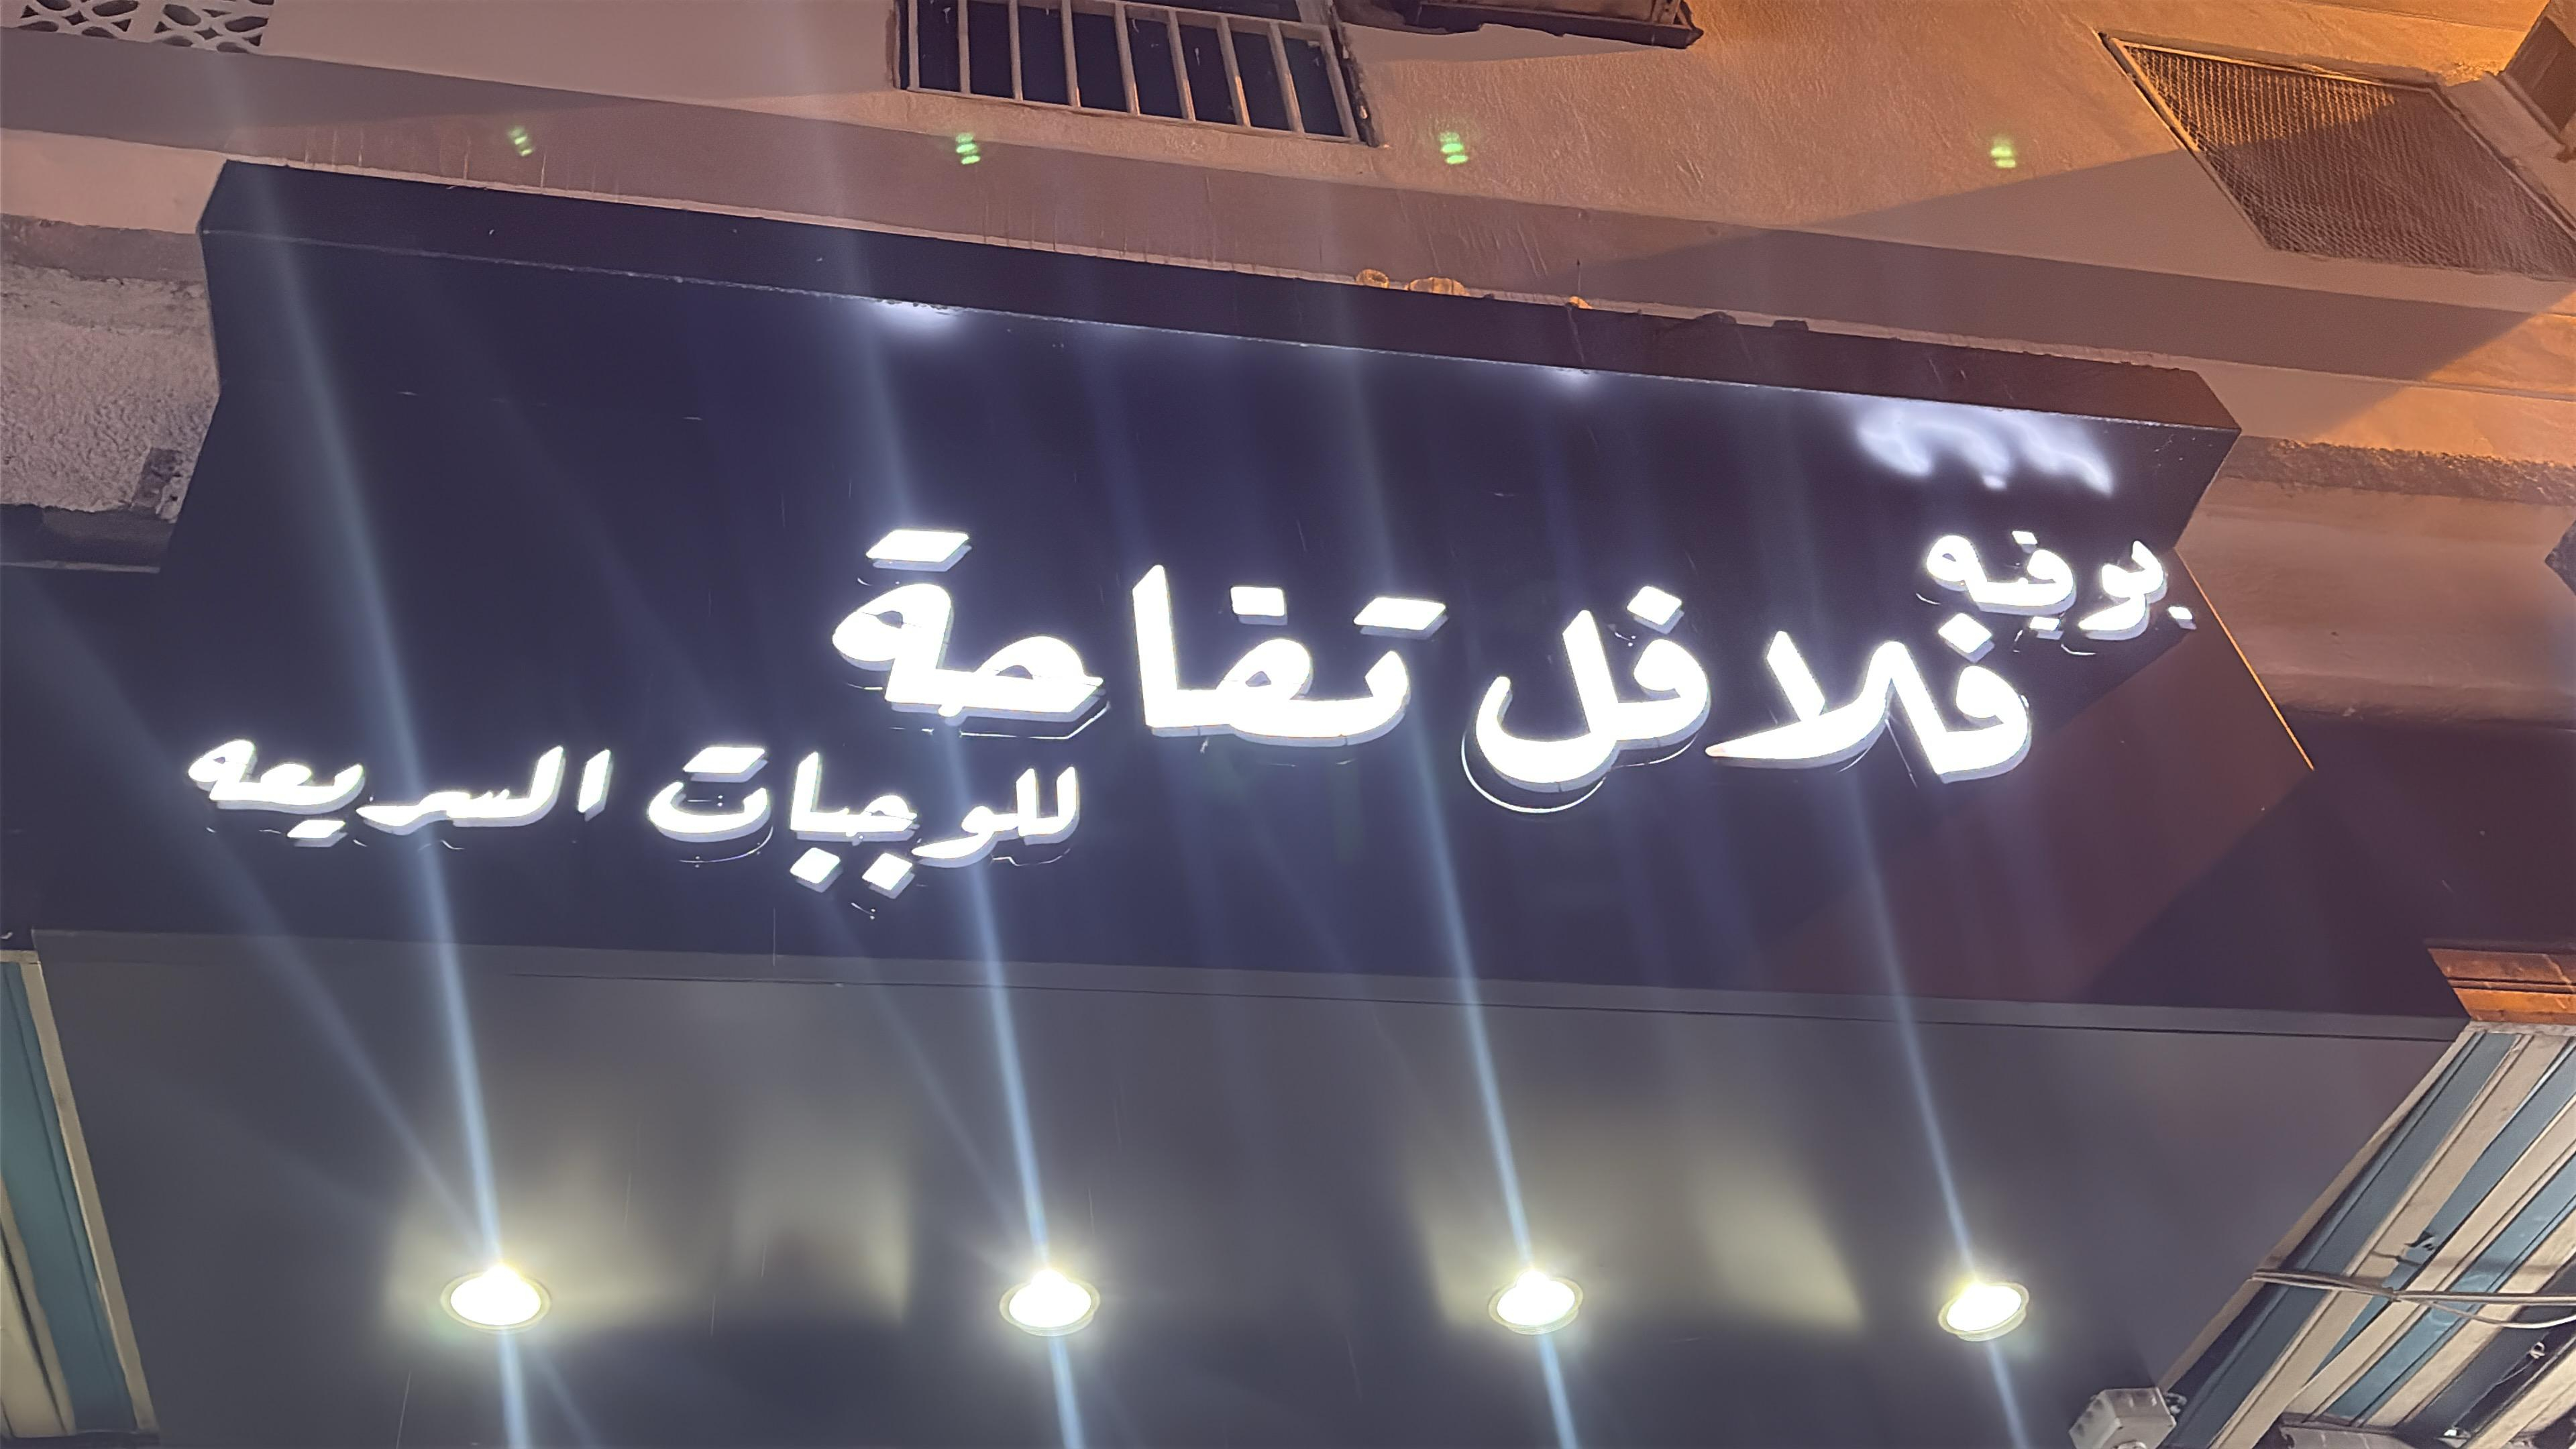 بوفيه
فلافل تفاحة
للوجبات السريعه